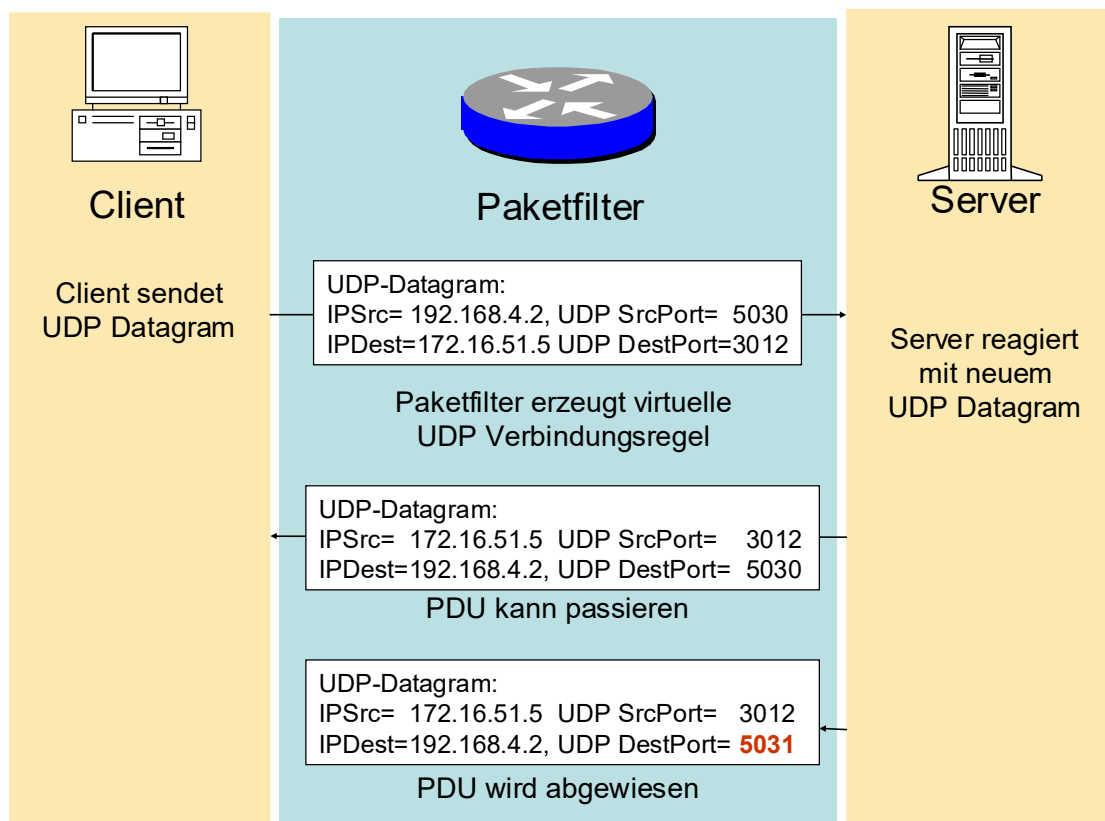 Client
Paketfilter
Server
Client sendet
UDP Datagram
UDP-Datagram:
IPSrc= 192.168.4.2, UDP SrcPort= 5030
IPDest=172.16.51.5 UDP DestPort=3012
Server reagiert
mit neuem
UDP Datagram
Paketfilter erzeugt virtuelle
UDP Verbindungsregel
UDP-Datagram:
IPSrc= 172.16.51.5 UDP SrcPort= 3012
IPDest=192.168.4.2, UDP DestPort= 5030
PDU kann passieren
UDP-Datagram:
IPSrc= 172.16.51.5 UDP SrcPort= 3012
IPDest=192.168.4.2, UDP DestPort= 5031
PDU wird abgewiesen